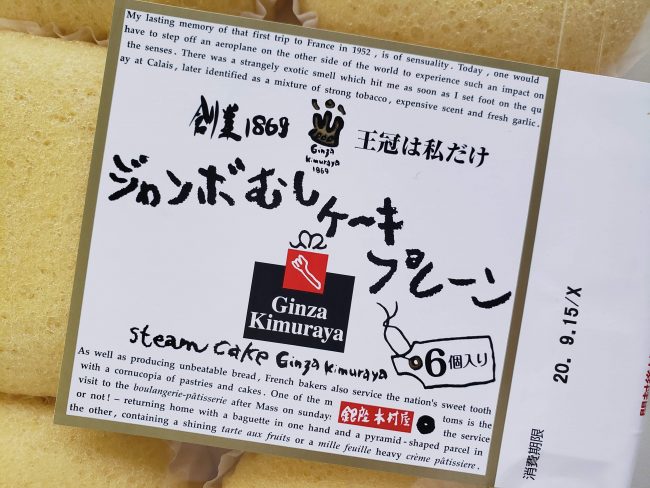 My lasting memory of that first trip to France in 1952 , is of sensuality . Today , one would
have to step off an aeroplane on the other side of the world to experience such an impact on
the senses . There was a strangely exotic smell which hit me as soon as I set foot on the qu
ay at Calais , later identified as a mixture of strong tobacco , expensive scent and fresh garlic .
創業1869
Ginza
Kimuraya
1869
王冠は私だけ
ジャンボむしケーキ
プレーン
Ginza
Kimuraya
steam cake Ginza Kimuraya
6個入り
As well as producing unbeatable bread , French bakers also service the nation's sweet tooth
with a cornucopia of pastries and cakes . One of the m
銀座木村屋
toms is the
visit to the boulangerie-pâtisserie after Mass on sunday:
the service
or not! – returning home with a baguette in one hand and a pyramid - shaped parcel in
the other , containing a shining tarte aux fruits or a mille feuille heavy crème pâtissiere .
消費期限
20. 9.15/X